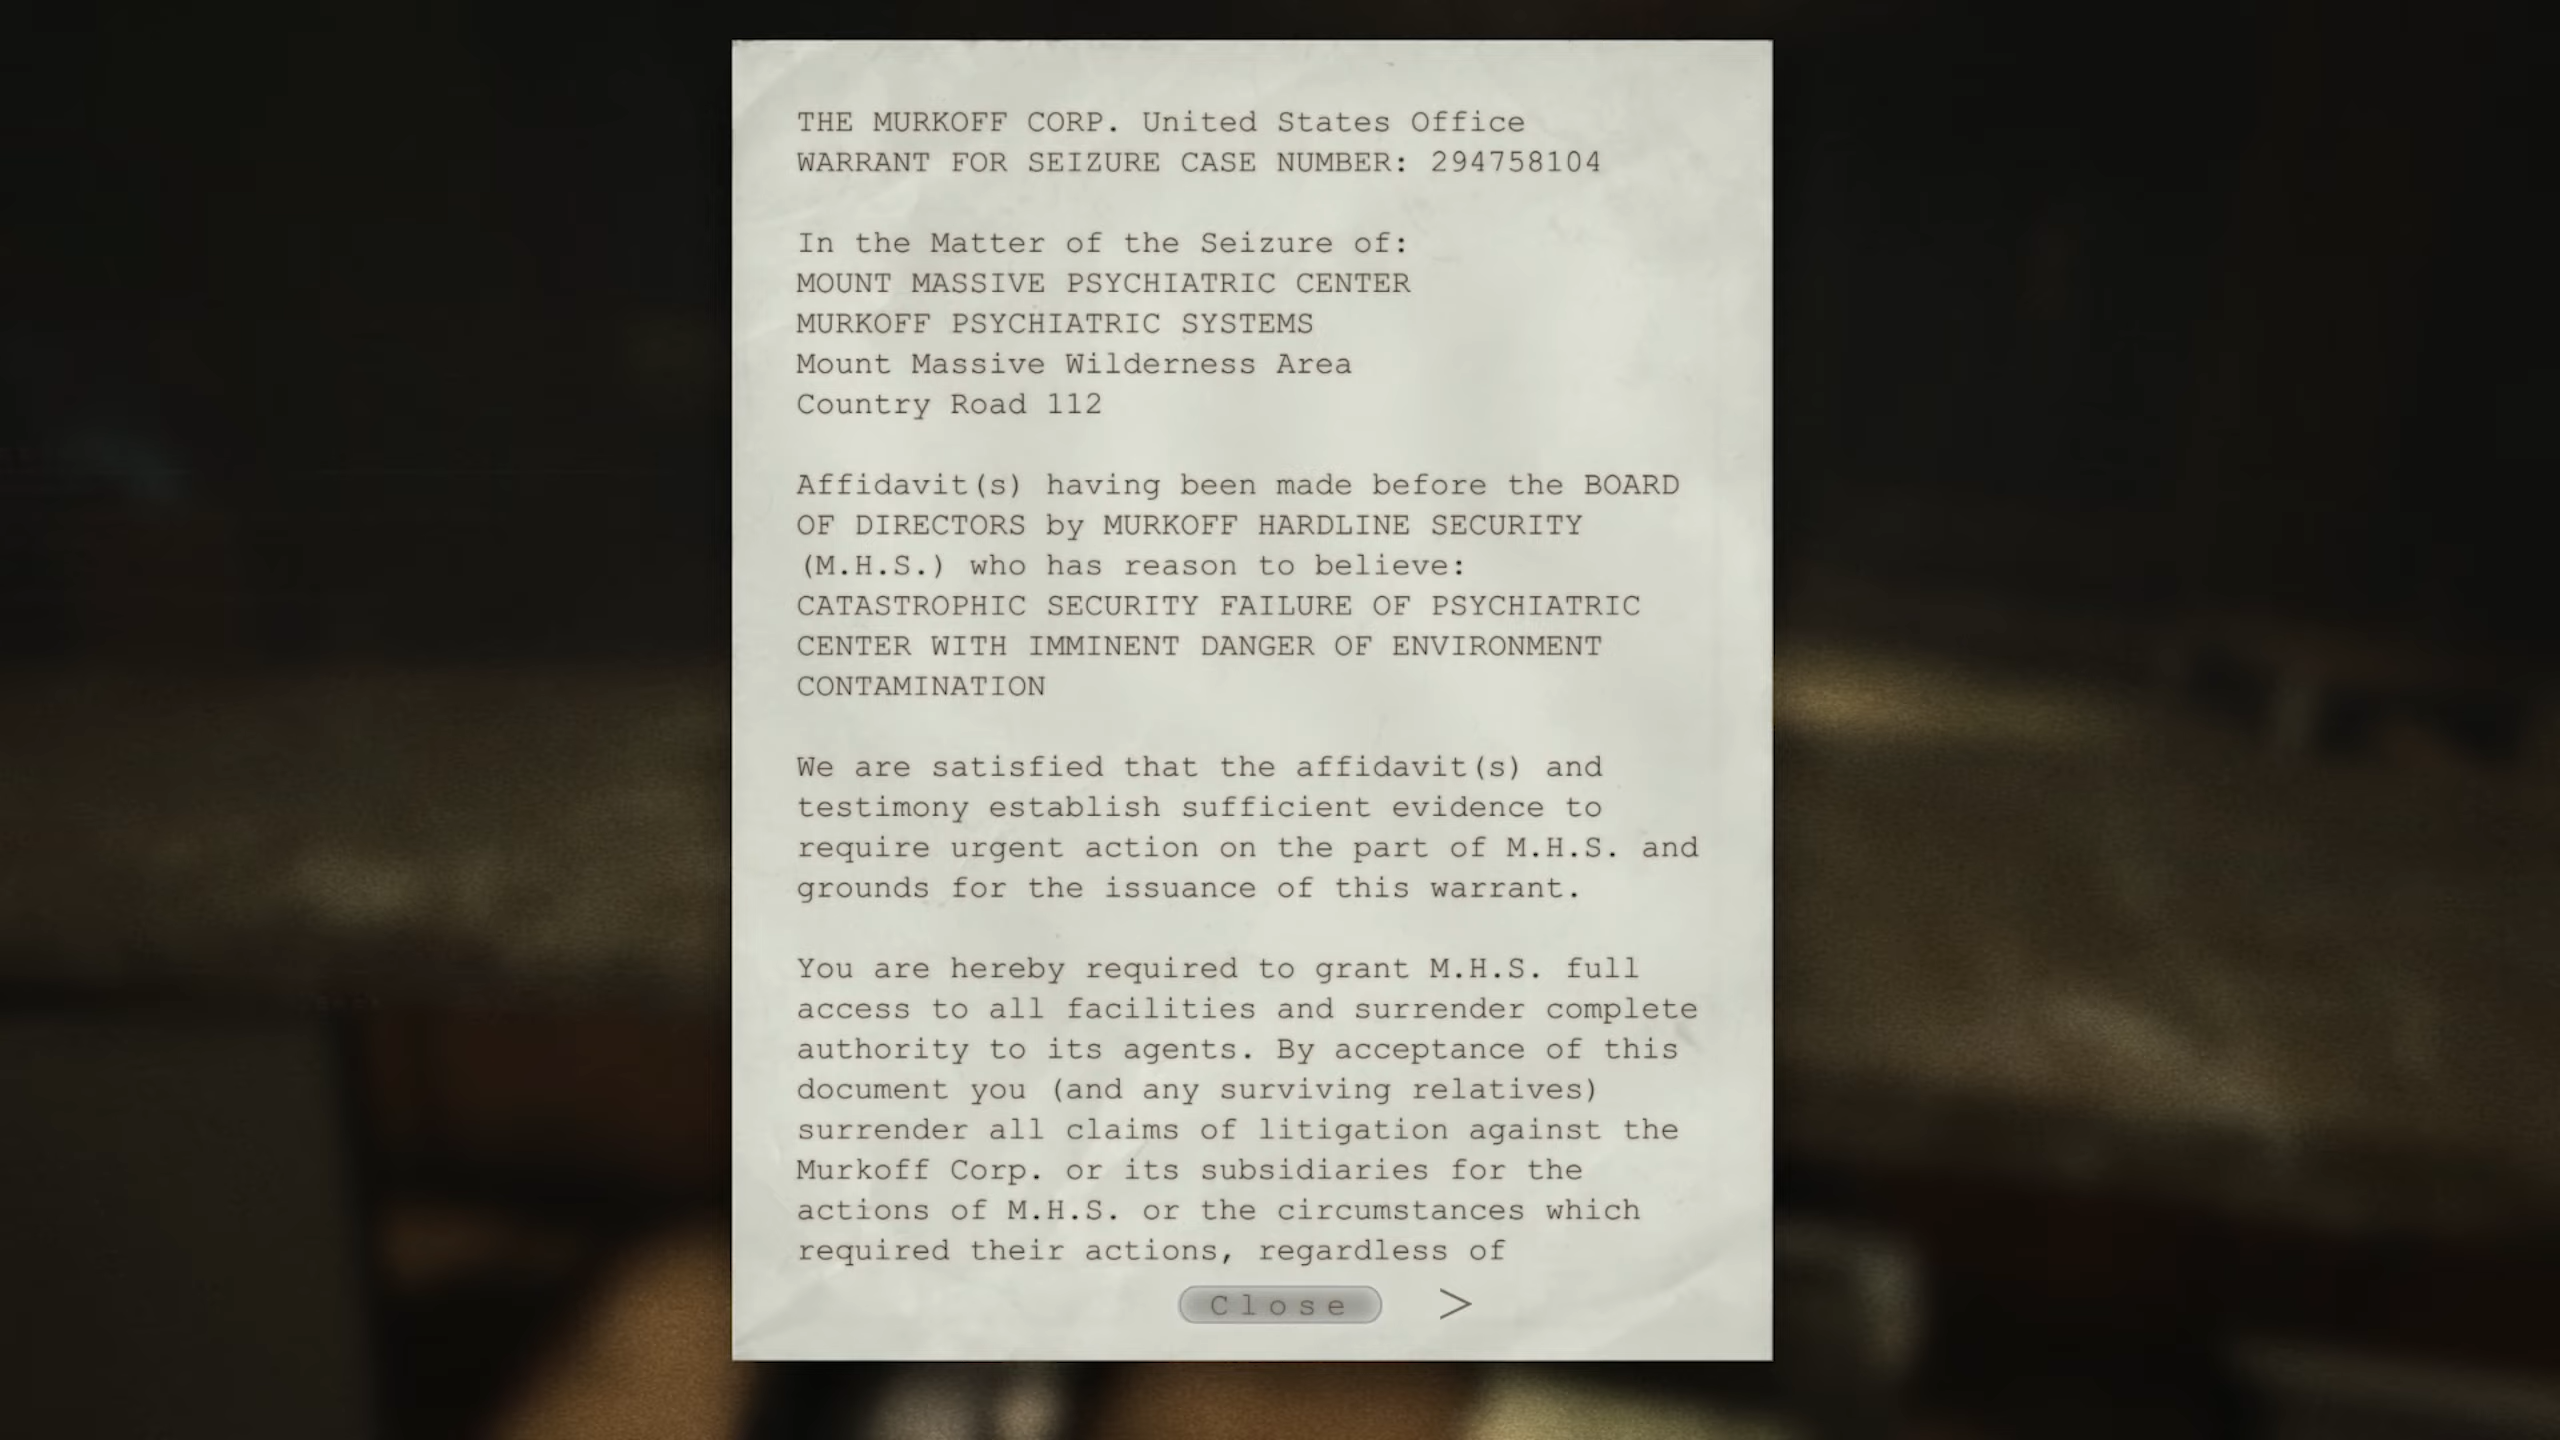 THE MURKOFF CORP. United States Office
WARRANT FOR SEIZURE CASE NUMBER: 294758104
In the Matter of the Seizure of:
MOUNT MASSIVE PSYCHIATRIC CENTER
MURKOFF PSYCHIATRIC SYSTEMS
Mount Massive Wilderness Area
Country Road 112
Affidavit(s) having been made before the BOARD
OF DIRECTORS by MURKOFF HARDLINE SECURITY
(M.H.S.) who has reason to believe:
CATASTROPHIC SECURITY FAILURE OF PSYCHIATRIC
CENTER WITH IMMINENT DANGER OF ENVIRONMENT
CONTAMINATION
We are satisfied that the affidavit(s) and
testimony establish sufficient evidence to
require urgent action on the part of M.H.S. and
grounds for the issuance of this warrant.
You are hereby required to grant M.H.S. full
access to all facilities and surrender complete
authority to its agents. By acceptance of this
document you (and any surviving relatives)
surrender all claims of litigation against the
Murkoff Corp. or its subsidiaries for the
actions of M.H.S. or the circumstances which
required their actions, regardless of
Close >